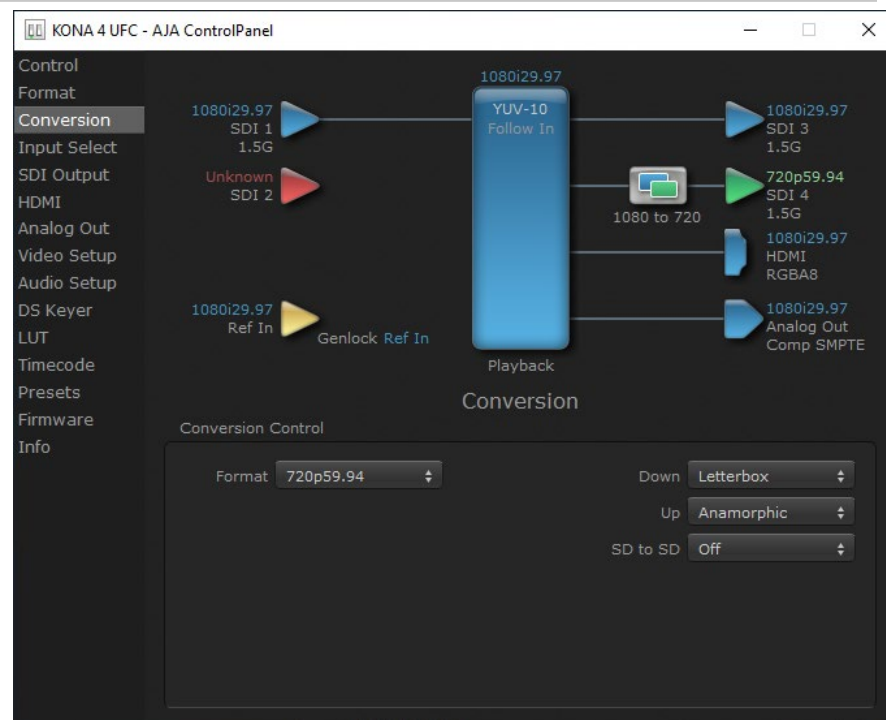 KONA 4 UFC - AJA ControlPanel
Control
Format
Conversion
Input Select
SDI Output
HDMI
Analog Out
Video Setup
Audio Setup
DS Keyer
LUT
Timecode
Presets
Firmware
Info
1080i29.97
SDI 1
1.5G
Unknown
SDI 2
1080i29.97
Ref In
Genlock Ref In
1080i29.97
YUV-10
Follow In
Playback
1080 to 720
1080i29.97
SDI 3
1.5G
720p59.94
SDI 4
1.5G
1080i29.97
HDMI
RGBA8
1080i29.97
Analog Out
Comp SMPTE
Conversion
Conversion Control
Format 720p59.94
Down Letterbox
Up Anamorphic
SD to SD Off